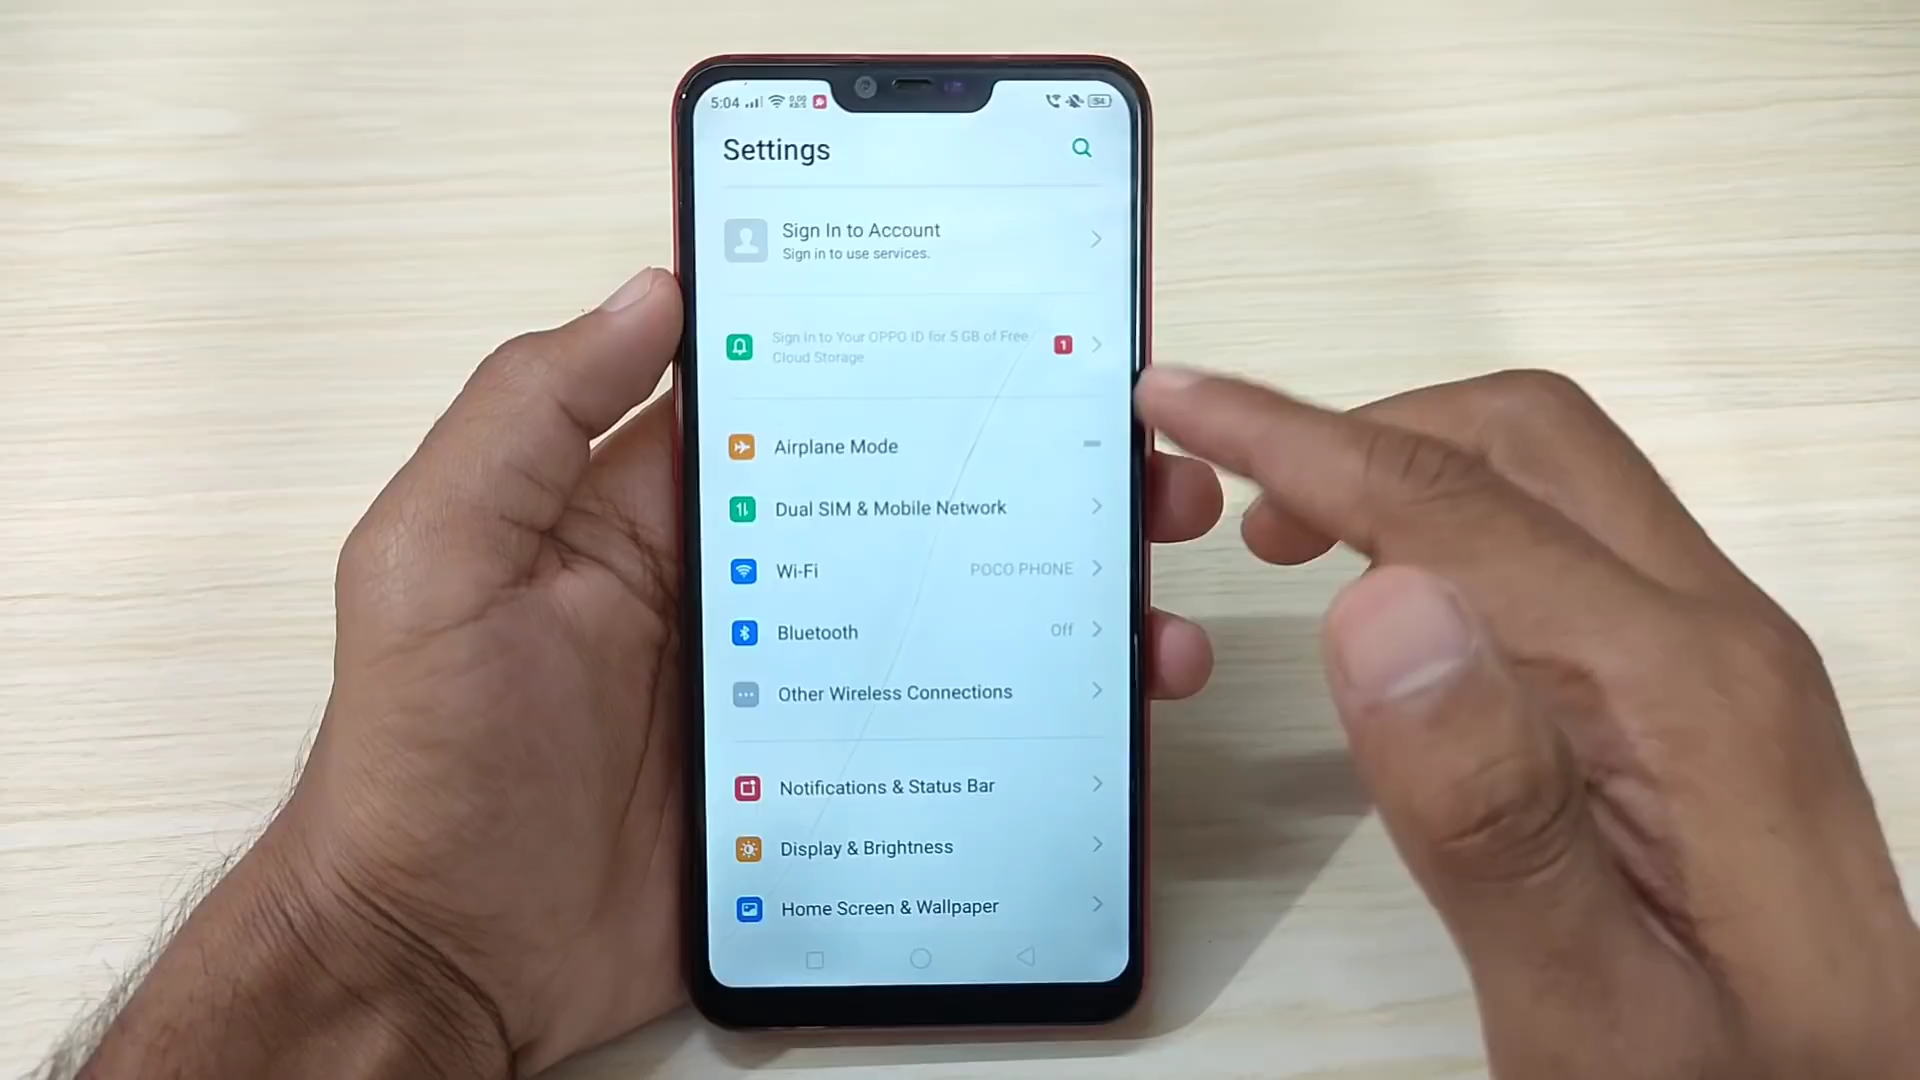 5:04
54
Settings
Sign In to Account
Sign in to use services.
Sign In to Your OPPO ID for 5 GB of Free
Cloud Storage
1
Airplane Mode
Dual SIM & Mobile Network
Wi-Fi POCO PHONE
Bluetooth Off
Other Wireless Connections
Notifications & Status Bar
Display & Brightness
Home Screen & Wallpaper